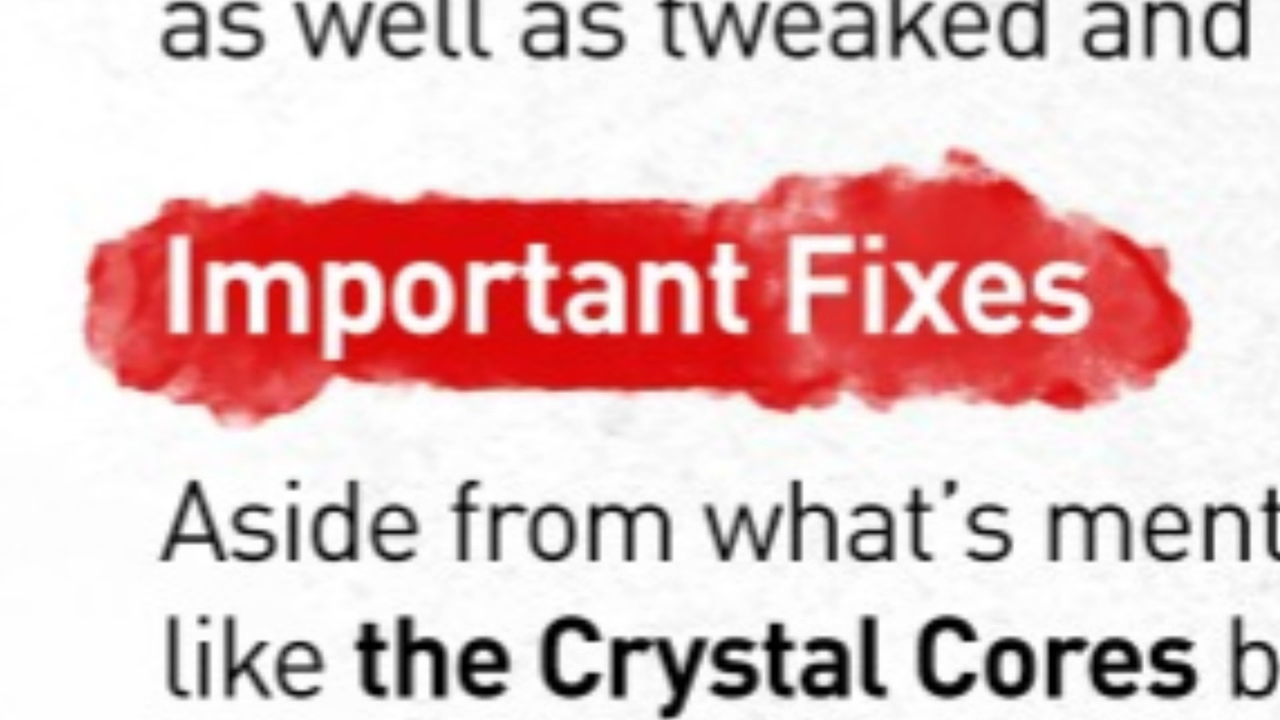 as well as tweaked and
Important Fixes
Aside from what’s ment
like the Crystal Cores b